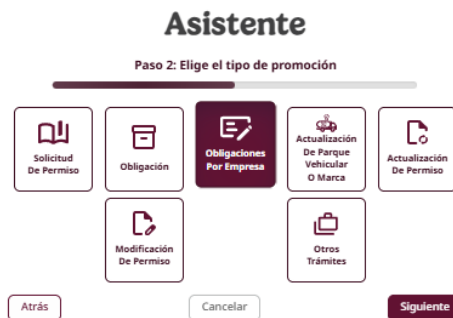 Asistente
Paso 2: Elige el tipo de promoción
Solicitud
De Permiso
Obligación
Obligaciones
Por Empresa
Actualización
De Parque
Vehicular
O Marca
Actualización
De Permiso
Modificación
De Permiso
Otros
Trámites
Atrás
Cancelar
Siguiente